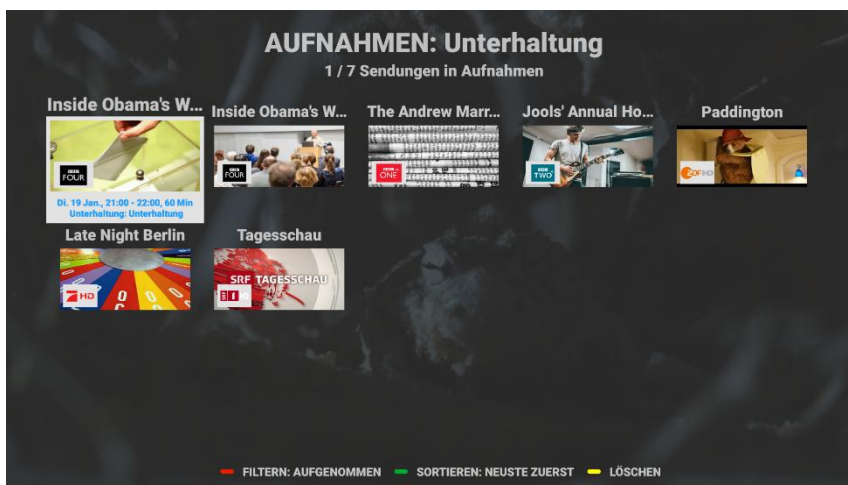 AUFNAHMEN: Unterhaltung
1 / 7 Sendungen in Aufnahmen
Inside Obama's W...
Inside Obama's W...
The Andrew Marr...
Jools' Annual Ho...
Paddington
BBC
FOUR
BBC
FOUR
BBC
ONE
BBC
TWO
ZDF HD
Di. 19 Jan., 21:00 - 22:00, 60 Min
Unterhaltung: Unterhaltung
Late Night Berlin
Tagesschau
HD
SRF TAGESSCHAU
FILTERN: AUFGENOMMEN
SORTIEREN: NEUSTE ZUERST
LÖSCHEN